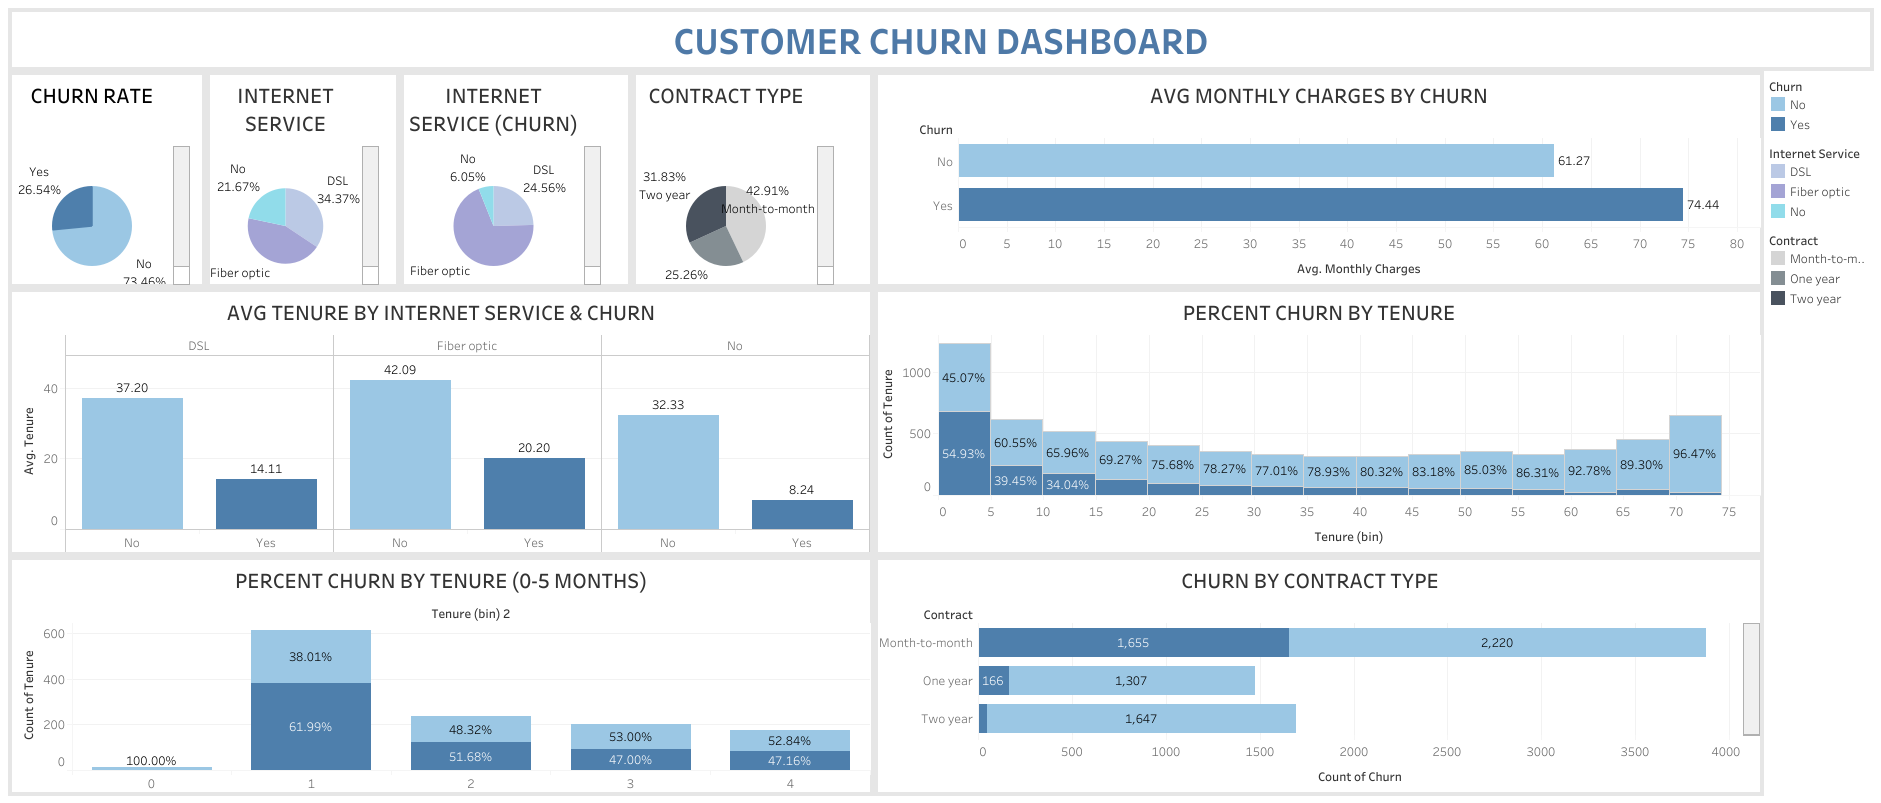 CUSTOMER CHURN DASHBOARD
CHURN RATE
Yes
26.54%
No
73.46%
INTERNET
SERVICE
No
21.67%
DSL
34.37%
Fiber optic
INTERNET
SERVICE (CHURN)
No
6.05%
DSL
24.56%
Fiber optic
CONTRACT TYPE
31.83%
Two year
42.91%
Month-to-month
25.26%
AVG MONTHLY CHARGES BY CHURN
Churn
No
61.27
Yes
74.44
0 5 10 15 20 25 30 35 40 45 50 55 60 65 70 75 80
Avg. Monthly Charges
Churn
No
Yes
Internet Service
DSL
Fiber optic
No
Contract
Month-to-m..
One year
Two year
AVG TENURE BY INTERNET SERVICE & CHURN
DSL Fiber optic No
Avg. Tenure
40
20
0
37.20
14.11
42.09
20.20
32.33
8.24
No Yes No Yes No Yes
PERCENT CHURN BY TENURE
Count of Tenure
1000
500
0
45.07%
54.93%
60.55%
39.45%
65.96%
34.04%
69.27%
75.68%
78.27%
77.01%
78.93%
80.32%
83.18%
85.03%
86.31%
92.78%
89.30%
96.47%
0 5 10 15 20 25 30 35 40 45 50 55 60 65 70 75
Tenure (bin)
PERCENT CHURN BY TENURE (0-5 MONTHS)
Tenure (bin) 2
Count of Tenure
600
400
200
0
100.00%
38.01%
61.99%
48.32%
51.68%
53.00%
47.00%
52.84%
47.16%
0 1 2 3 4
CHURN BY CONTRACT TYPE
Contract
Month-to-month 1,655 2,220
One year 166 1,307
Two year 1,647
0 500 1000 1500 2000 2500 3000 3500 4000
Count of Churn